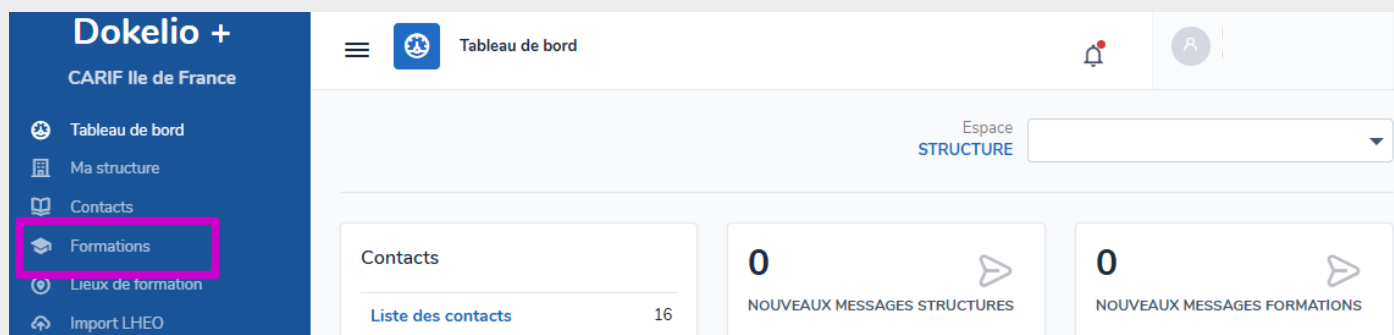 Dokelio +
CARIF Ile de France
Tableau de bord
Ma structure
Contacts
Formations
Lieux de formation
Import LHEO
Tableau de bord
Espace
STRUCTURE
Contacts
Liste des contacts 16
0
NOUVEAUX MESSAGES STRUCTURES
0
NOUVEAUX MESSAGES FORMATIONS